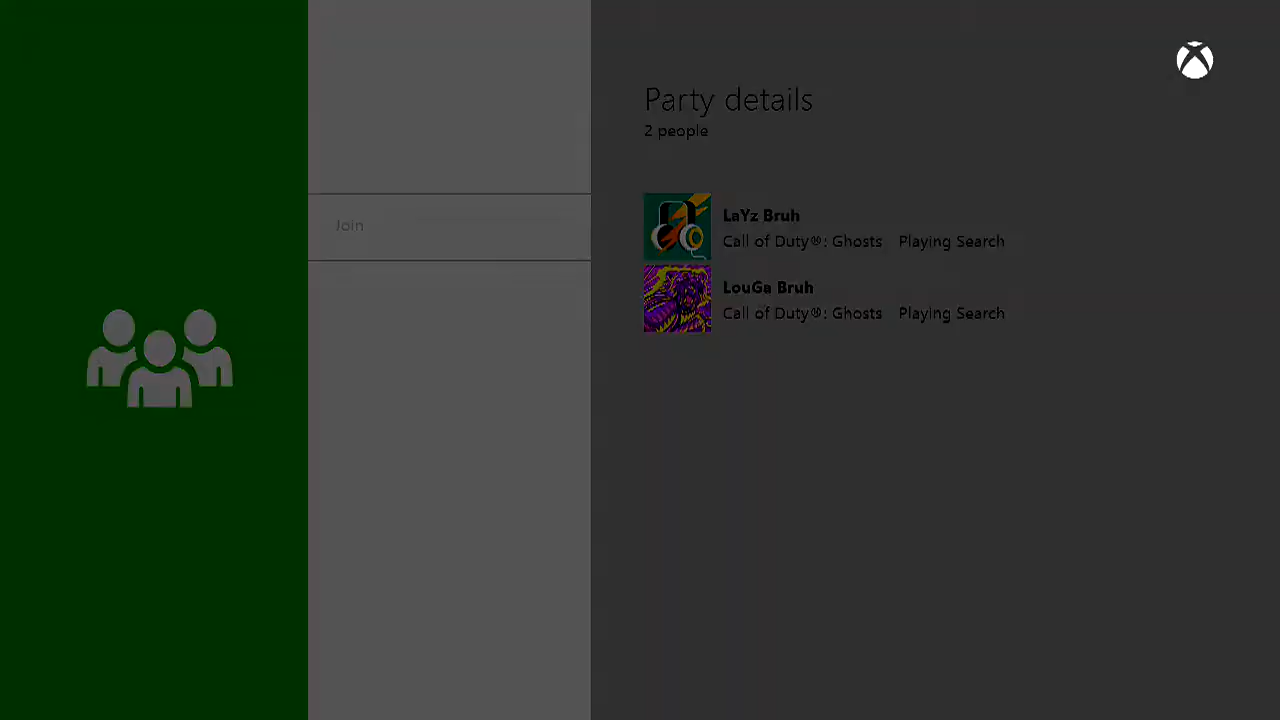 Party details
2 people
Join
LaYz Bruh
Call of Duty®: Ghosts Playing Search
LouGa Bruh
Call of Duty®: Ghosts Playing Search